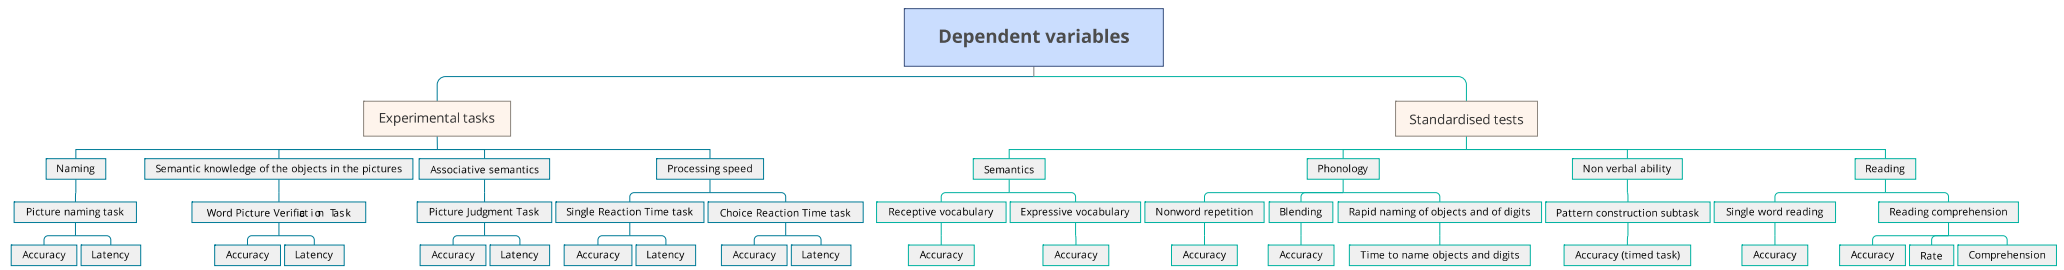 Dependent variables
Experimental tasks
Standardised tests
Naming
Semantic knowledge of the objects in the pictures
Associative semantics
Processing speed
Semantics
Phonology
Non verbal ability
Reading
Picture naming task
Word Picture Verification Task
Picture Judgment Task
Single Reaction Time task
Choice Reaction Time task
Receptive vocabulary
Expressive vocabulary
Nonword repetition
Blending
Rapid naming of objects and of digits
Pattern construction subtask
Single word reading
Reading comprehension
Accuracy
Latency
Accuracy
Latency
Accuracy
Latency
Accuracy
Latency
Accuracy
Latency
Accuracy
Accuracy
Accuracy
Accuracy
Time to name objects and digits
Accuracy (timed task)
Accuracy
Accuracy
Rate
Comprehension